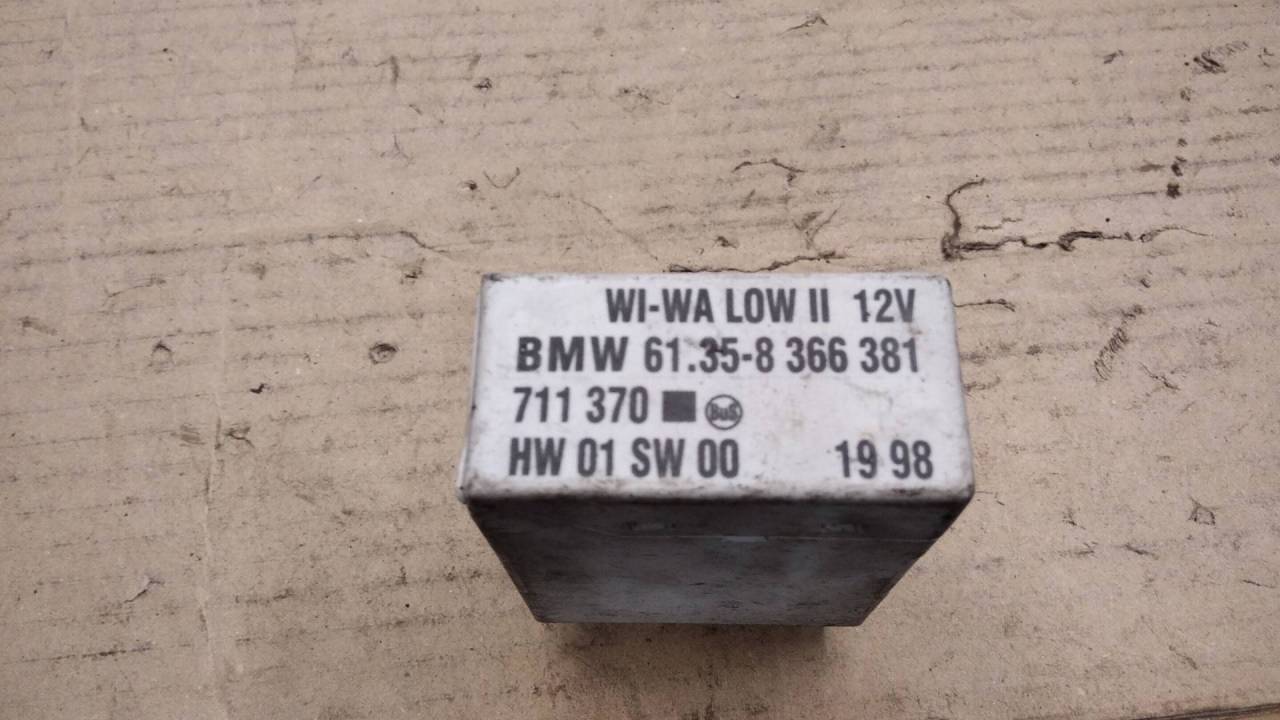 WI-WA LOW II 12V
BMW 61.35-8 366 381
711 370 BuS
HW 01 SW 00 19 98